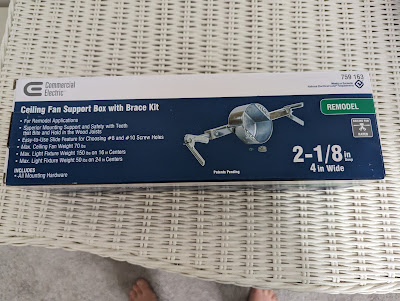 Commercial
Electric
759 153
Ceiling Fan Support Box with Brace Kit
REMODEL
• For Remodel Applications
• Superior Mounting Support and Safety with Teeth
that Bite and Hold in the Wood Joists
• Easy-to-Use Slide Feature for Choosing #8 and #10 Screw Holes
• Max. Ceiling Fan Weight 70 lbs
• Max. Light Fixture Weight 150 lbs on 16 in Centers
• Max. Light Fixture Weight 50 lbs on 24 in Centers
INCLUDES
• All Mounting Hardware
Patents Pending
2-1/8 in Deep
4 in Wide